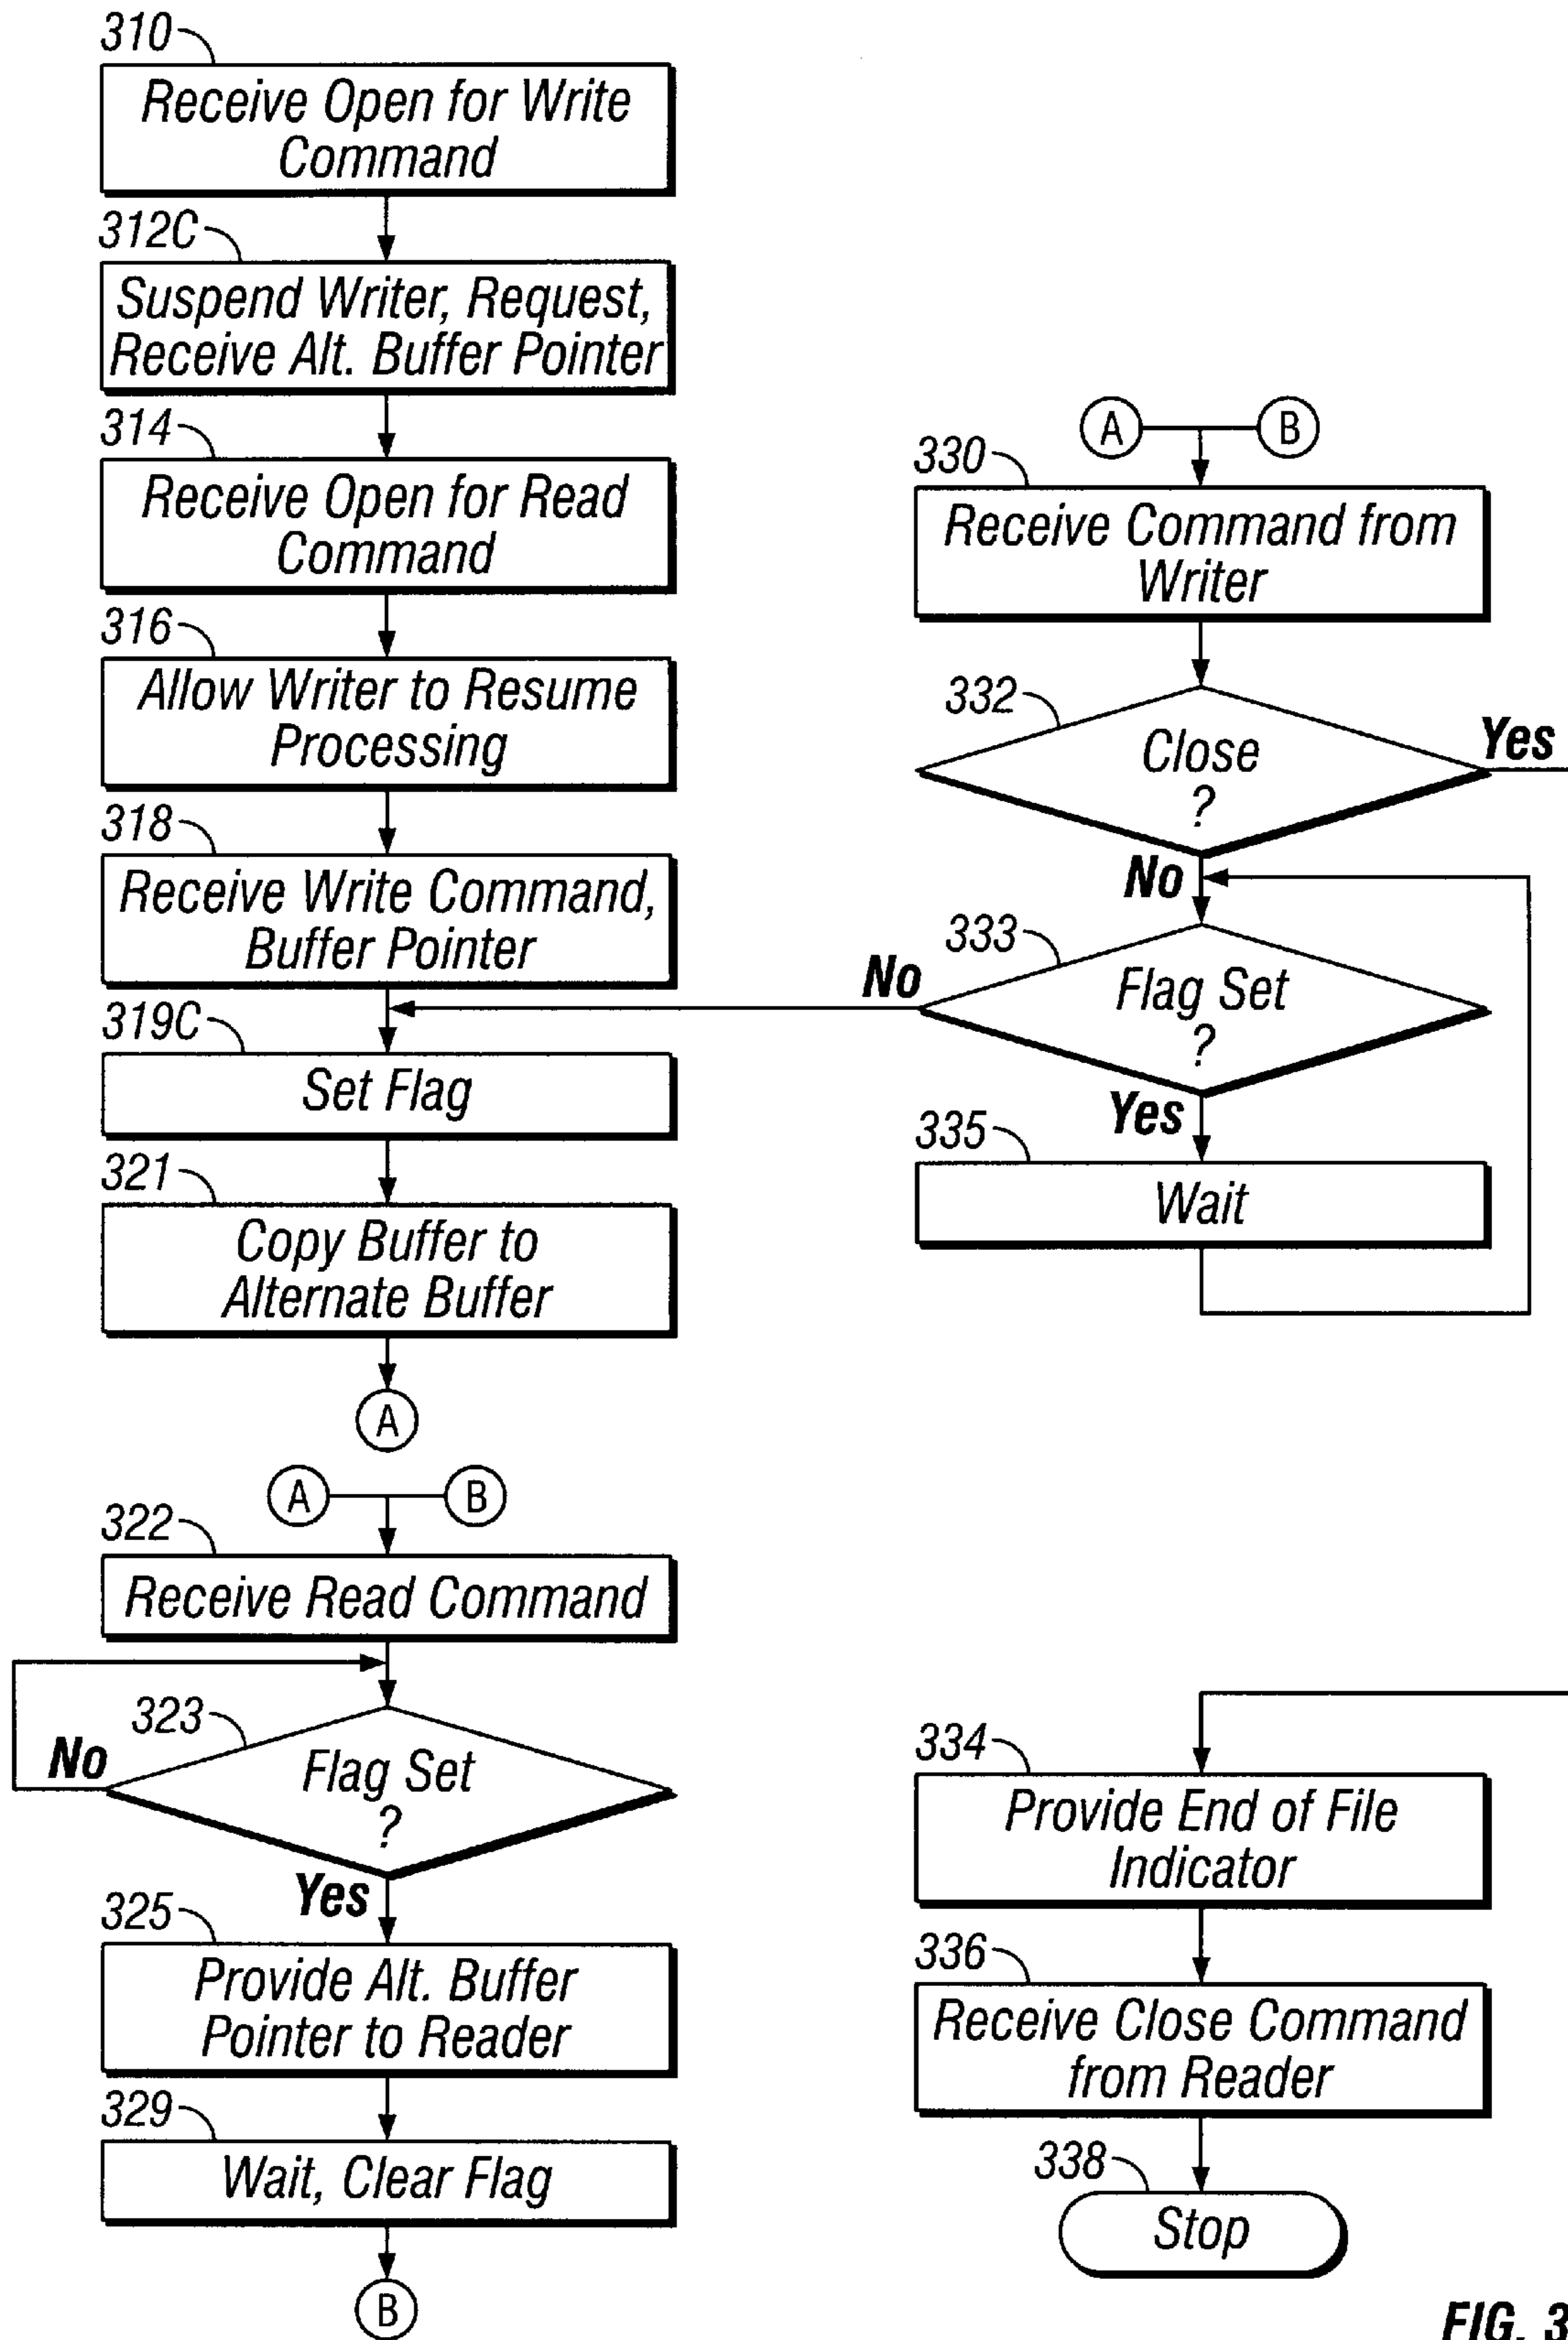 310
Receive Open for Write
Command
312C
Suspend Writer, Request,
Receive Alt. Buffer Pointer
314
Receive Open for Read
Command
316
Allow Writer to Resume
Processing
318
Receive Write Command,
Buffer Pointer
319C
Set Flag
321
Copy Buffer to
Alternate Buffer
A
A B
322
Receive Read Command
323
Flag Set
?
No
Yes
325
Provide Alt. Buffer
Pointer to Reader
329
Wait, Clear Flag
B
A B
330
Receive Command from
Writer
332
Close
?
Yes
No
333
Flag Set
?
No
Yes
335
Wait
334
Provide End of File
Indicator
336
Receive Close Command
from Reader
338
Stop
FIG. 3